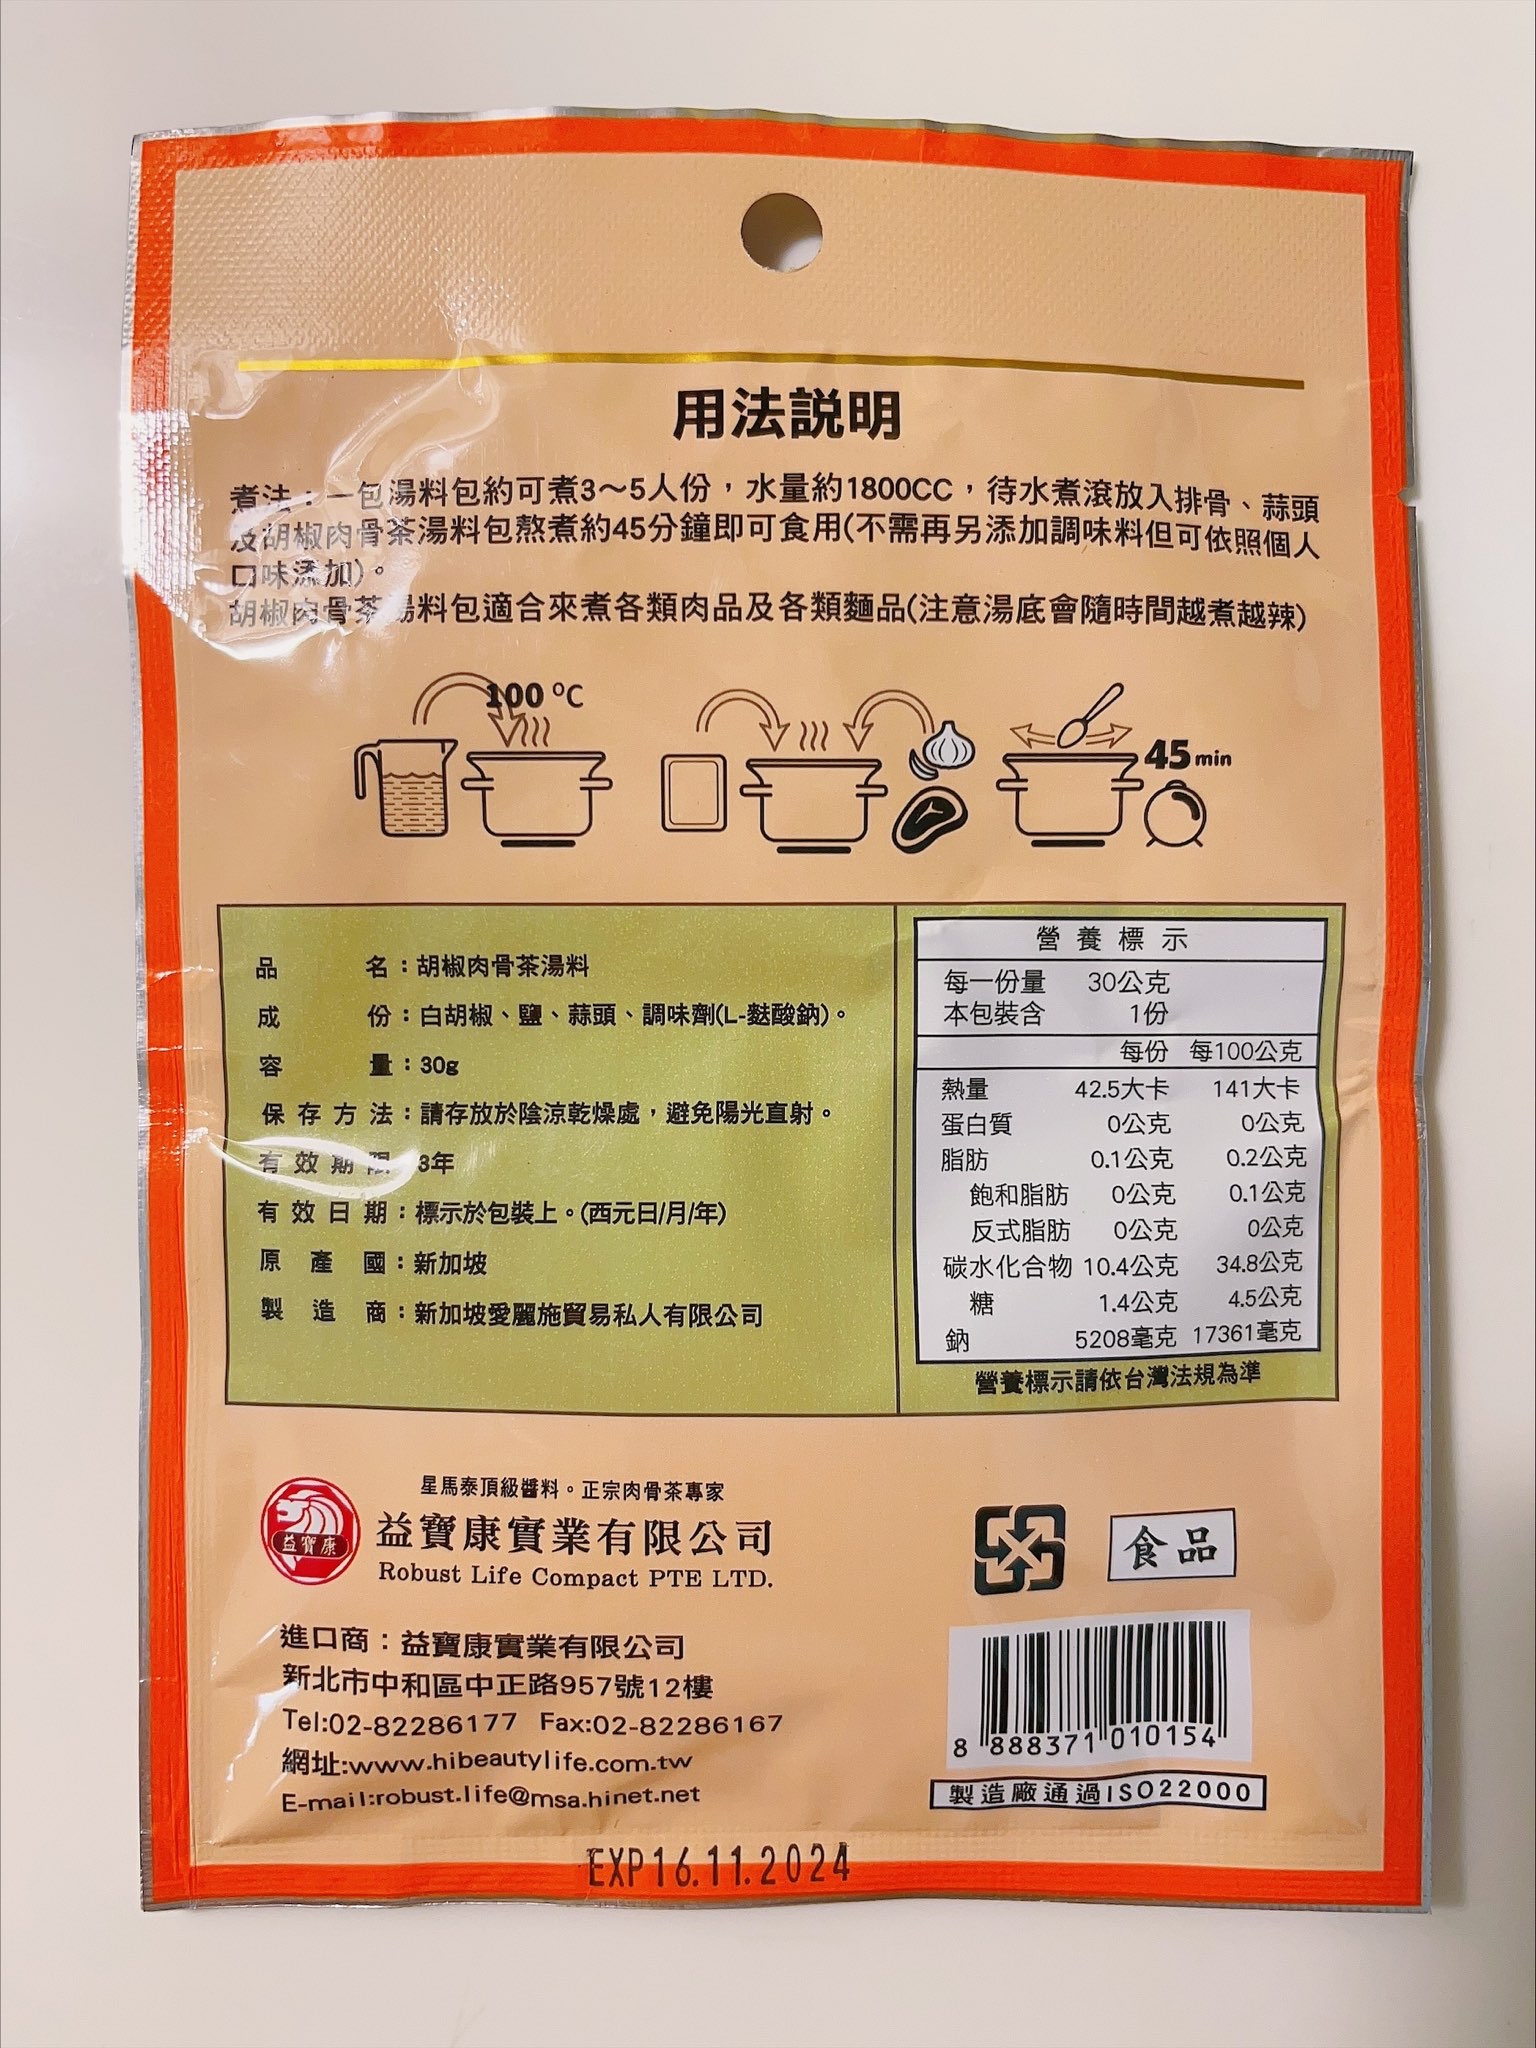 用法説明
煮法：一包湯料包約可煮3～5人份，水量約1800CC，待水煮滾放入排骨、蒜頭
及胡椒肉骨茶湯料包熬煮約45分鐘即可食用(不需再另添加調味料但可依照個人
口味添加)。
胡椒肉骨茶湯料包適合來煮各類肉品及各類麵品(注意湯底會隨時間越煮越辣)
100 ºC
45min
品名：胡椒肉骨茶湯料
成份：白胡椒、鹽、蒜頭、調味劑(L-麩酸鈉)。
容量：30g
保存方法：請存放於陰涼乾燥處，避免陽光直射。
有效期限：3年
有效日期：標示於包裝上。(西元日/月/年)
原產國：新加坡
製造商：新加坡愛麗施貿易私人有限公司
營養標示
每一份量 30公克
本包裝含 1份
每份 每100公克
熱量 42.5大卡 141大卡
蛋白質 0公克 0公克
脂肪 0.1公克 0.2公克
飽和脂肪 0公克 0.1公克
反式脂肪 0公克 0公克
碳水化合物 10.4公克 34.8公克
糖 1.4公克 4.5公克
鈉 5208毫克 17361毫克
營養標示請依台灣法規為準
星馬泰頂級醬料。正宗肉骨茶專家
益寶康
益寶康實業有限公司
Robust Life Compact PTE LTD.
食品
進口商：益寶康實業有限公司
新北市中和區中正路957號12樓
Tel:02-82286177 Fax:02-82286167
網址:www.hibeautylife.com.tw
E-mail:robust.life@msa.hinet.net
8 888371 010154
製造廠通過ISO22000
EXP16.11.2024